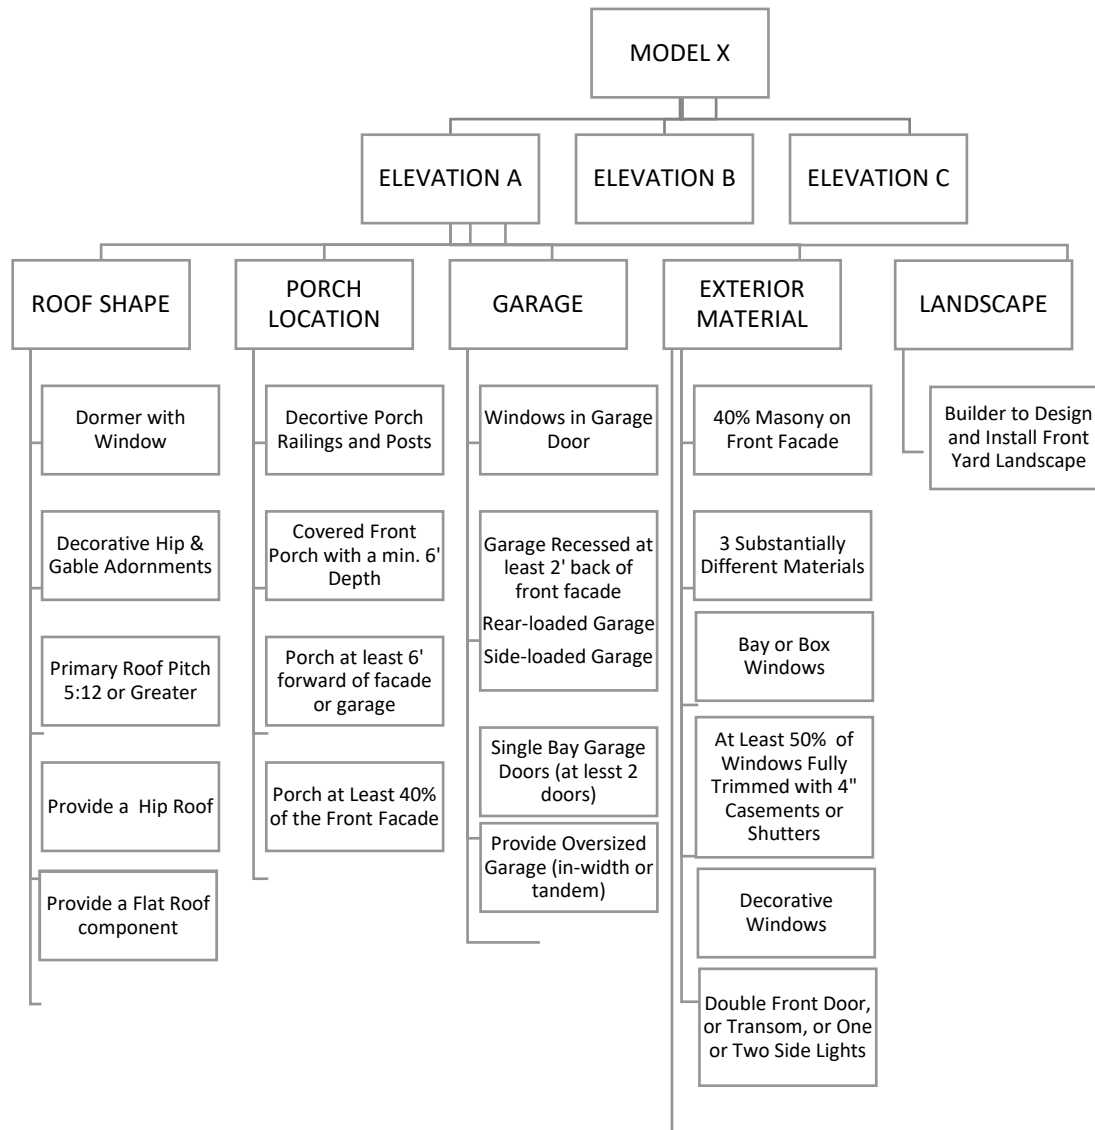 MODEL X
ELEVATION A
ELEVATION B
ELEVATION C
ROOF SHAPE
Dormer with
Window
Decorative Hip &
Gable Adornments
Primary Roof Pitch
5:12 or Greater
Provide a Hip Roof
Provide a Flat Roof
component
PORCH
LOCATION
Decortive Porch
Railings and Posts
Covered Front
Porch with a min. 6'
Depth
Porch at least 6'
forward of facade
or garage
Porch at Least 40%
of the Front Facade
GARAGE
Windows in Garage
Door
Garage Recessed at
least 2' back of
front facade
Rear-loaded Garage
Side-loaded Garage
Single Bay Garage
Doors (at lesst 2
doors)
Provide Oversized
Garage (in-width or
tandem)
EXTERIOR
MATERIAL
40% Masony on
Front Facade
3 Substantially
Different Materials
Bay or Box
Windows
At Least 50% of
Windows Fully
Trimmed with 4"
Casements or
Shutters
Decorative
Windows
Double Front Door,
or Transom, or One
or Two Side Lights
LANDSCAPE
Builder to Design
and Install Front
Yard Landscape